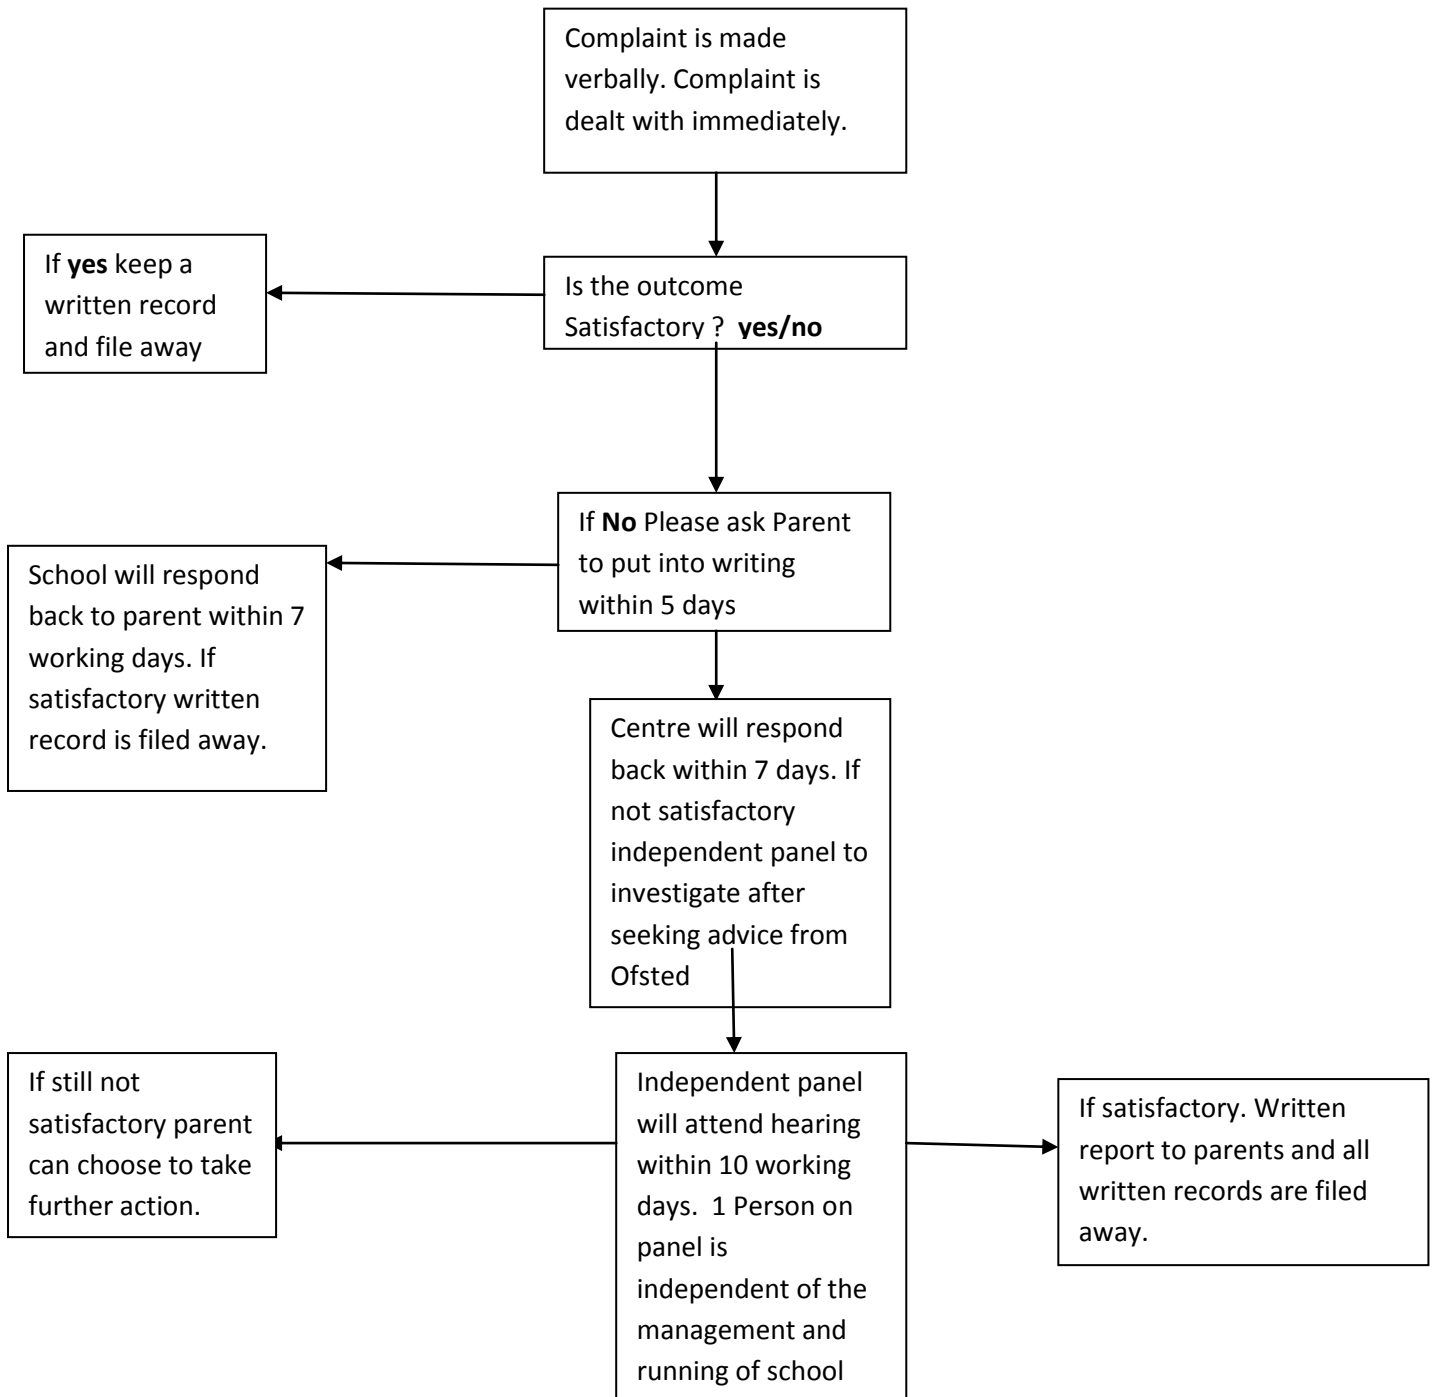 Complaint is made
verbally. Complaint is
dealt with immediately.
If yes keep a
written record
and file away
Is the outcome
Satisfactory ? yes/no
If No Please ask Parent
to put into writing
within 5 days
School will respond
back to parent within 7
working days. If
satisfactory written
record is filed away.
Centre will respond
back within 7 days. If
not satisfactory
independent panel to
investigate after
seeking advice from
Ofsted
If still not
satisfactory parent
can choose to take
further action.
Independent panel
will attend hearing
within 10 working
days. 1 Person on
panel is
independent of the
management and
running of school
If satisfactory. Written
report to parents and all
written records are filed
away.